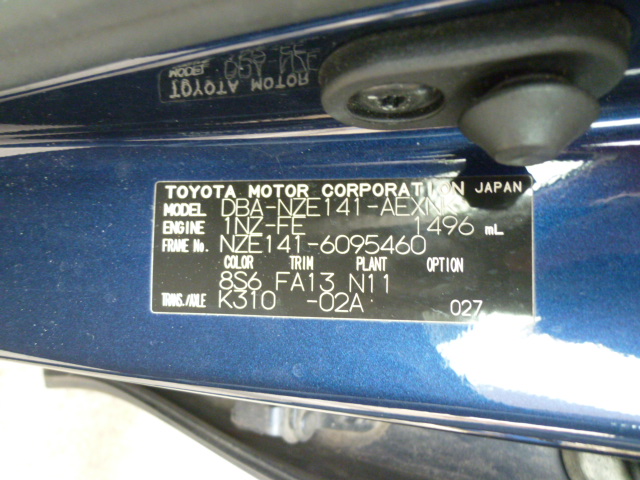 TOYOTA MOTOR CORPORATION JAPAN
MODEL DBA-NZE141-AEXNK
ENGINE 1NZ-FE 1496 mL
FRAME No. NZE141-6095460
COLOR TRIM PLANT OPTION
8S6 FA13 N11
TRANS./AXLE K310 -02A 027